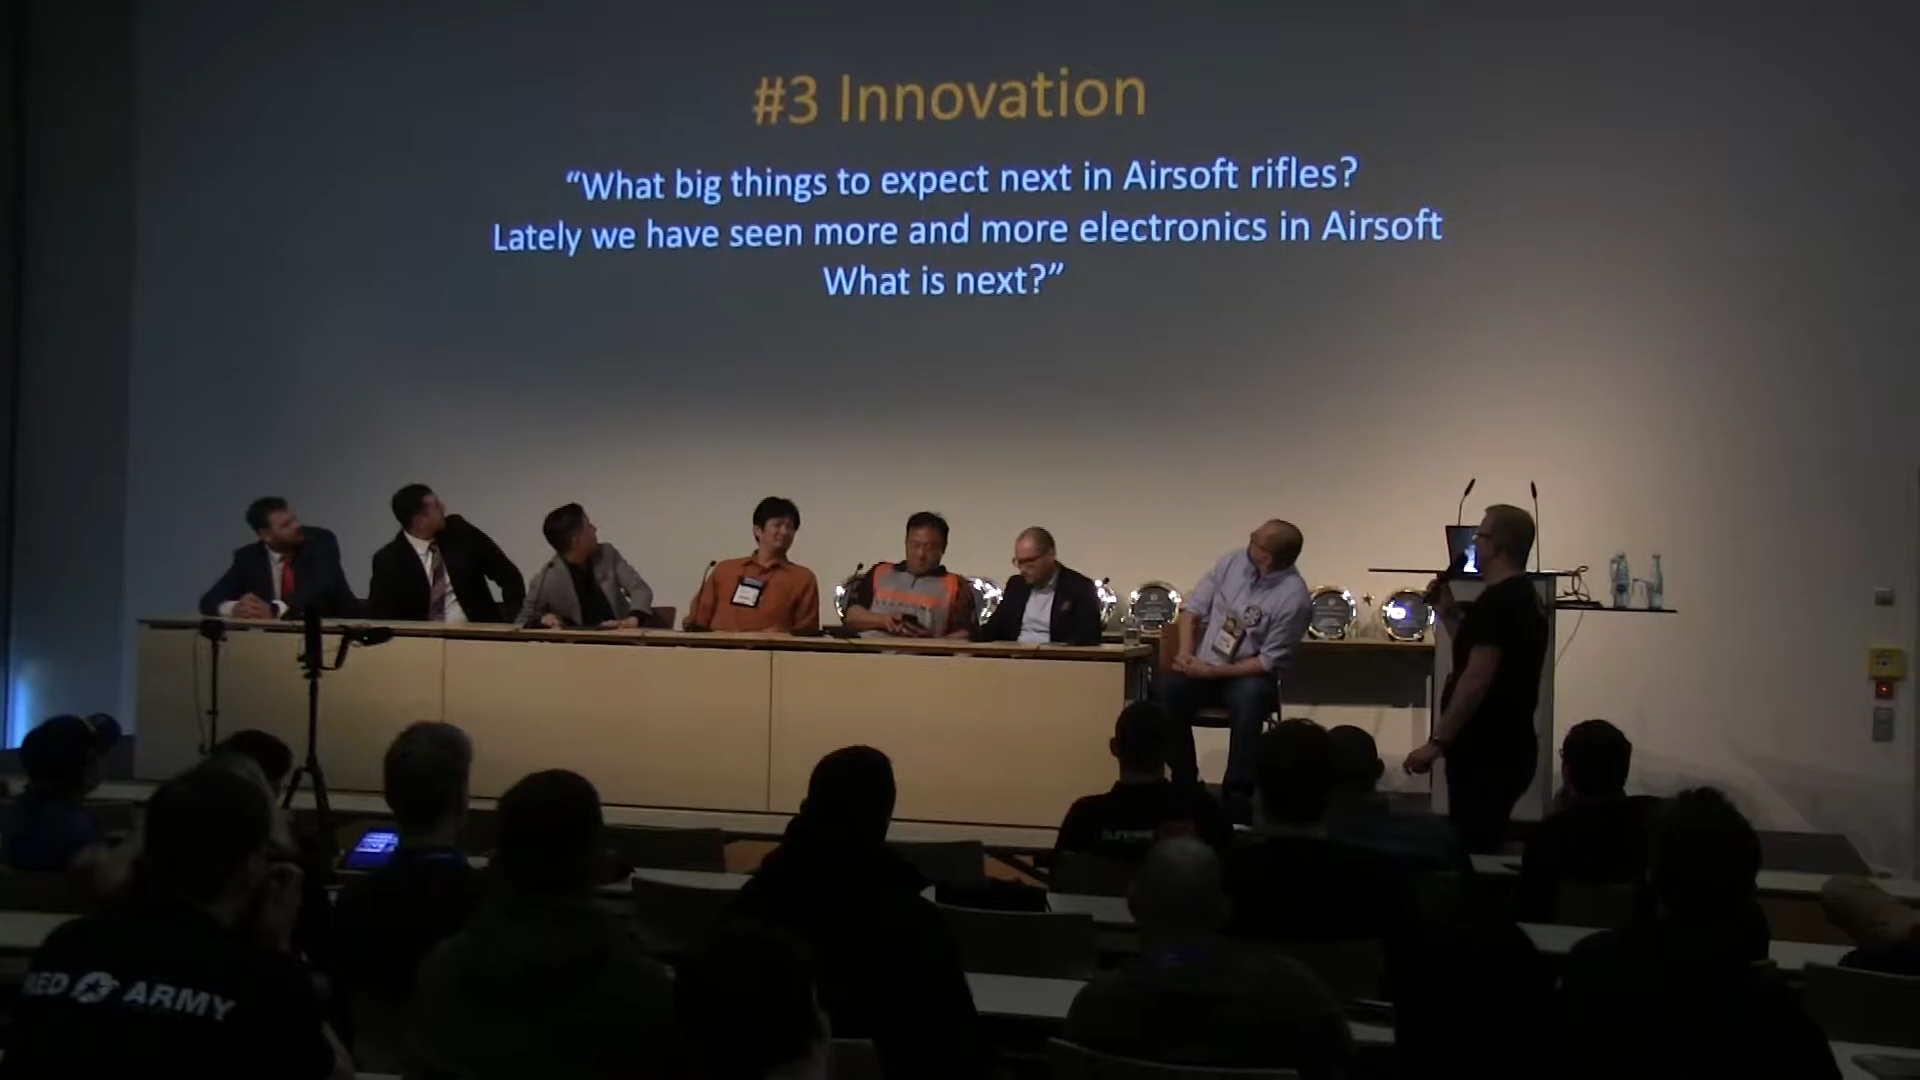 #3 Innovation
“What big things to expect next in Airsoft rifles?
Lately we have seen more and more electronics in Airsoft
What is next?”
RED ARMY